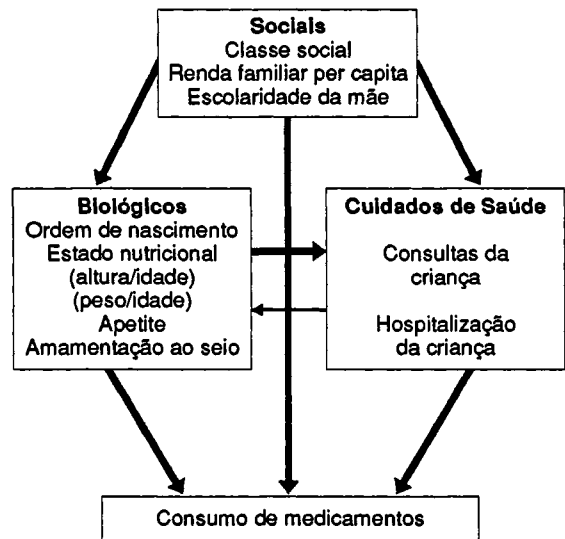 Sociais
Classe social
Renda familiar per capita
Escolaridade da mãe
Biológicos
Ordem de nascimento
Estado nutricional
(altura/idade)
(peso/idade)
Apetite
Amamentação ao seio
Cuidados de Saúde
Consultas da
criança
Hospitalização
da criança
Consumo de medicamentos